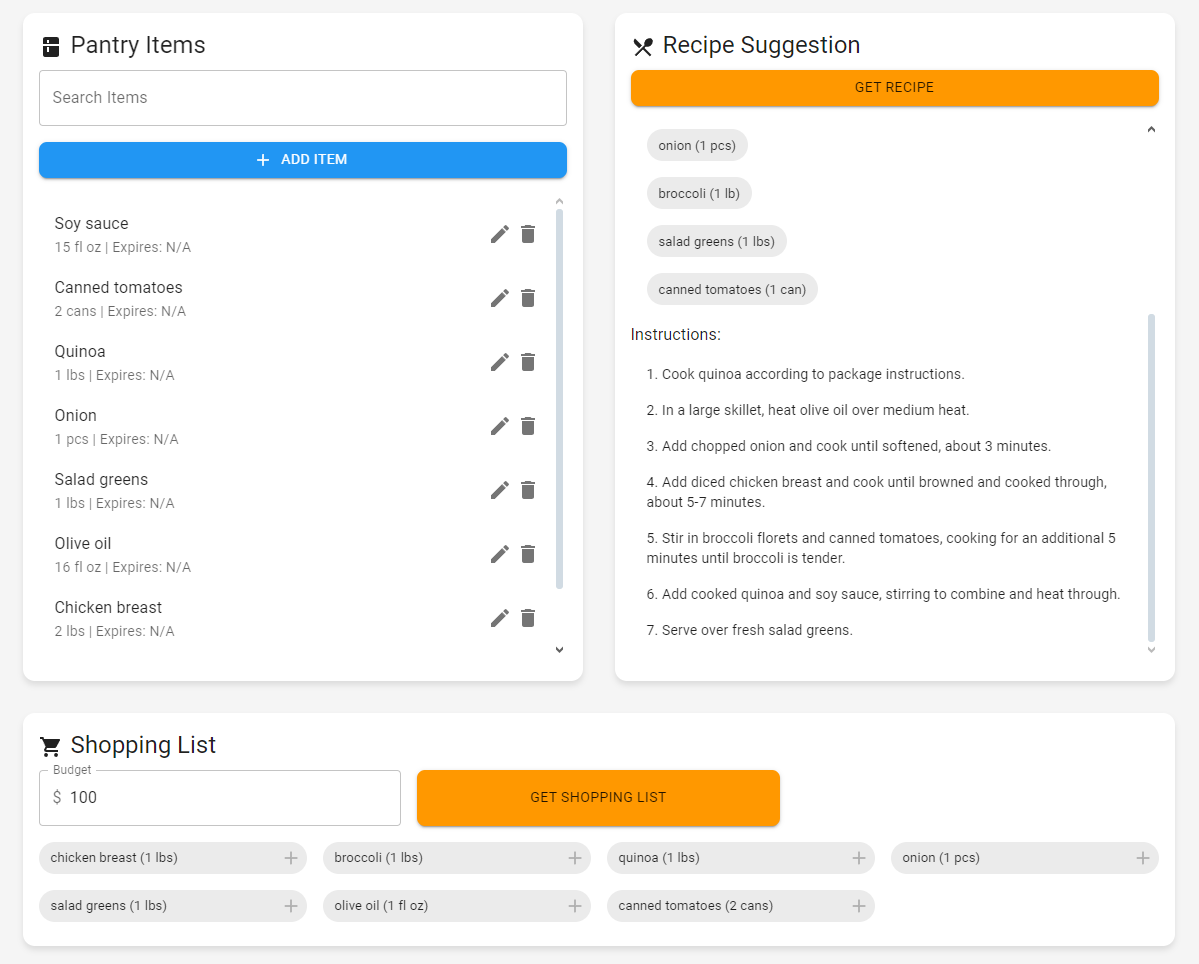 Pantry Items
Search Items
ADD ITEM
Soy sauce
15 fl oz | Expires: N/A
Canned tomatoes
2 cans | Expires: N/A
Quinoa
1 lbs | Expires: N/A
Onion
1 pcs | Expires: N/A
Salad greens
1 lbs | Expires: N/A
Olive oil
16 fl oz | Expires: N/A
Chicken breast
2 lbs | Expires: N/A
Recipe Suggestion
GET RECIPE
onion (1 pcs)
broccoli (1 lb)
salad greens (1 lbs)
canned tomatoes (1 can)
Instructions:
1. Cook quinoa according to package instructions.
2. In a large skillet, heat olive oil over medium heat.
3. Add chopped onion and cook until softened, about 3 minutes.
4. Add diced chicken breast and cook until browned and cooked through,
about 5-7 minutes.
5. Stir in broccoli florets and canned tomatoes, cooking for an additional 5
minutes until broccoli is tender.
6. Add cooked quinoa and soy sauce, stirring to combine and heat through.
7. Serve over fresh salad greens.
Shopping List
Budget
$ 100
GET SHOPPING LIST
chicken breast (1 lbs)
broccoli (1 lbs)
quinoa (1 lbs)
onion (1 pcs)
salad greens (1 lbs)
olive oil (1 fl oz)
canned tomatoes (2 cans)